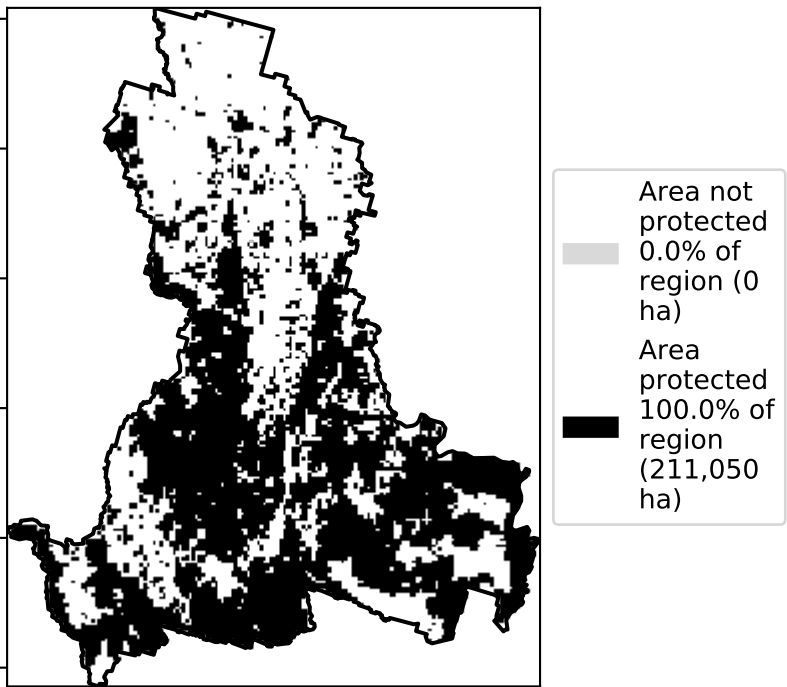 Area not
protected
0.0% of
region (0
ha)
Area
protected
100.0% of
region
(211,050
ha)